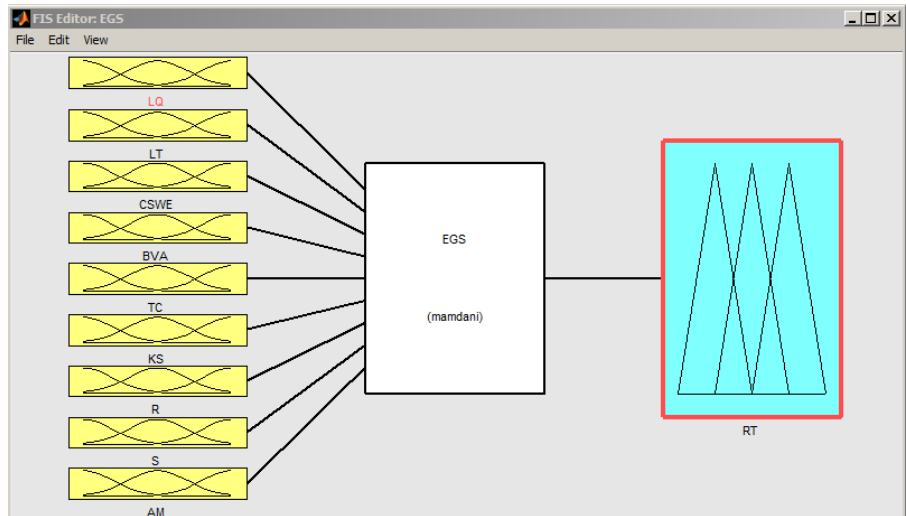 FIS Editor: EGS
File Edit View
LQ
LT
CSWE
BVA
TC
KS
R
S
AM
EGS
(mamdani)
RT